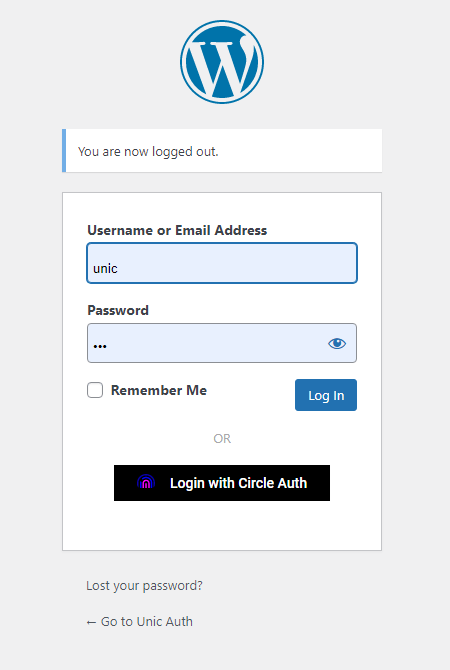 You are now logged out.
Username or Email Address
unic
Password
•••
Remember Me
Log In
OR
Login with Circle Auth
Lost your password?
← Go to Unic Auth